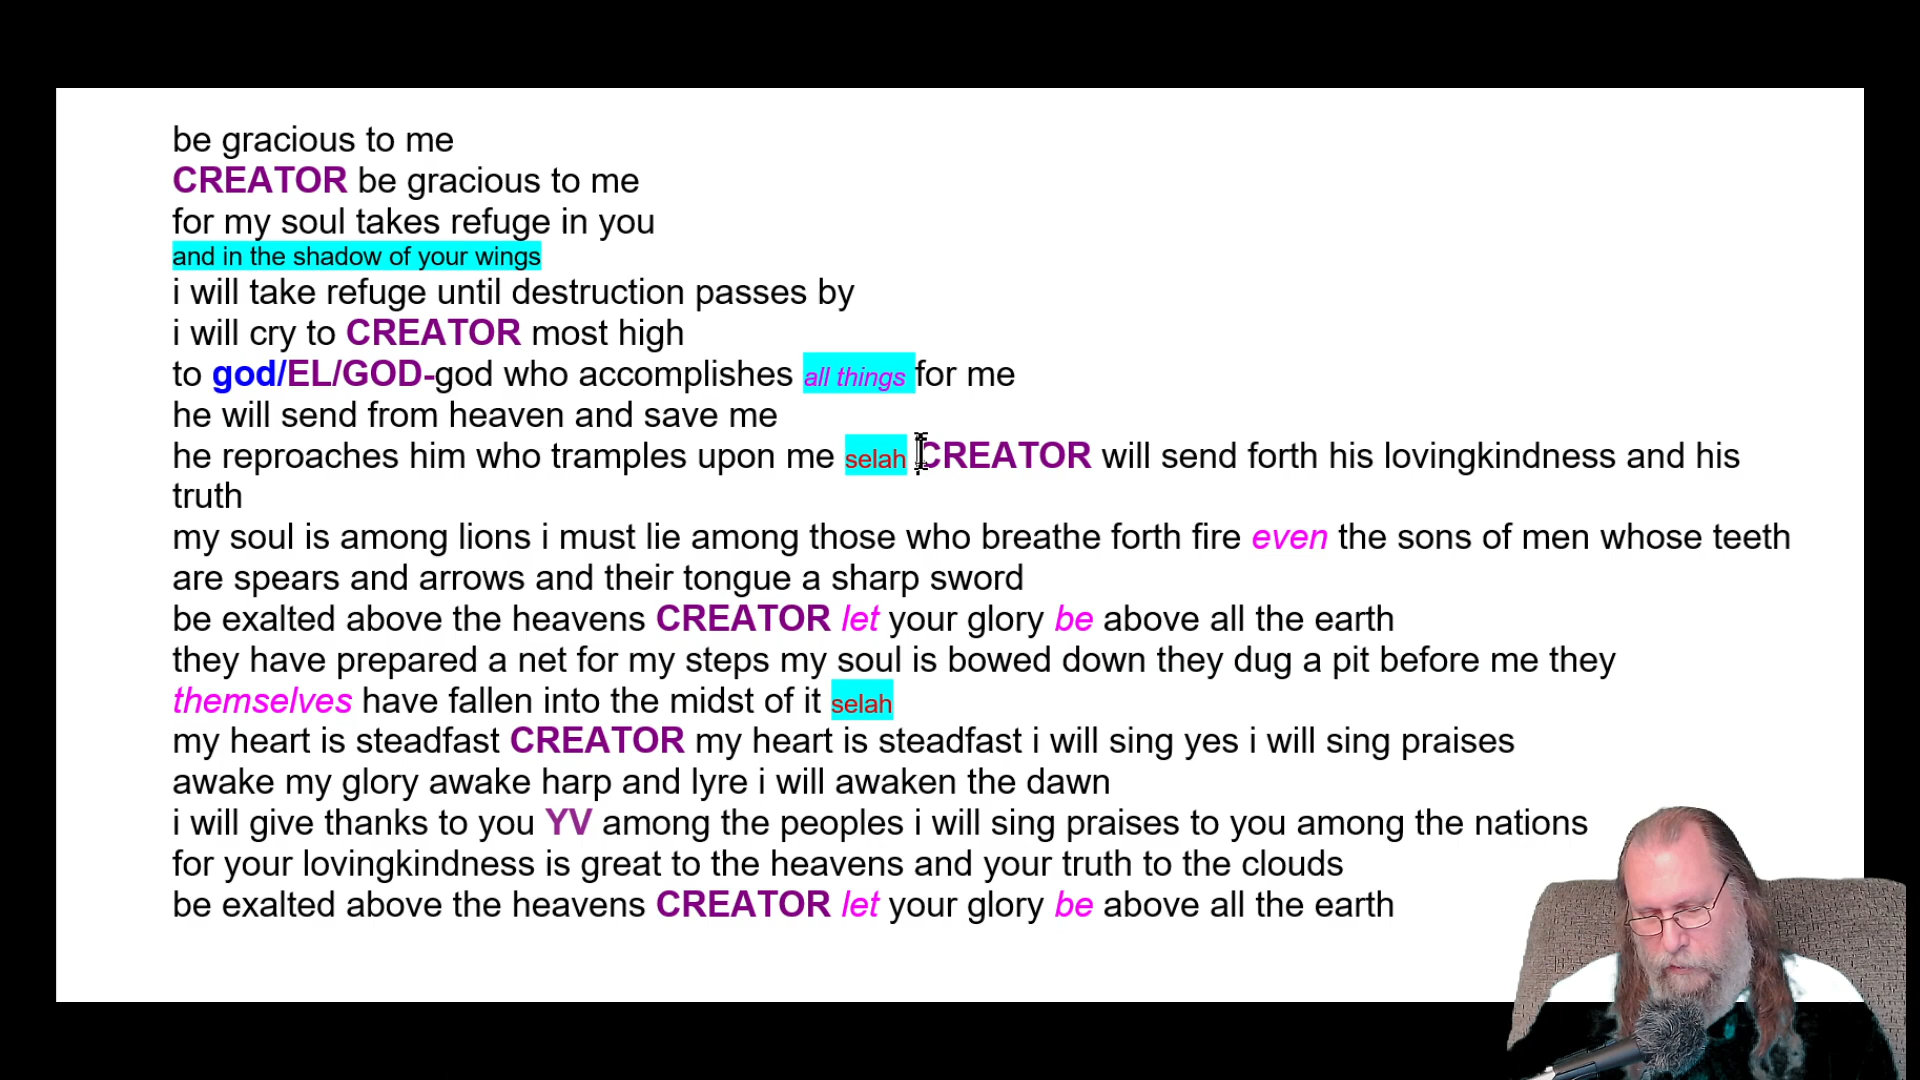 be gracious to me
CREATOR be gracious to me
for my soul takes refuge in you
and in the shadow of your wings
i will take refuge until destruction passes by
i will cry to CREATOR most high
to god/EL/GOD-god who accomplishes all things for me
he will send from heaven and save me
he reproaches him who tramples upon me selah CREATOR will send forth his lovingkindness and his
truth
my soul is among lions i must lie among those who breathe forth fire even the sons of men whose teeth
are spears and arrows and their tongue a sharp sword
be exalted above the heavens CREATOR let your glory be above all the earth
they have prepared a net for my steps my soul is bowed down they dug a pit before me they
themselves have fallen into the midst of it selah
my heart is steadfast CREATOR my heart is steadfast i will sing yes i will sing praises
awake my glory awake harp and lyre i will awaken the dawn
i will give thanks to you YV among the peoples i will sing praises to you among the nations
for your lovingkindness is great to the heavens and your truth to the clouds
be exalted above the heavens CREATOR let your glory be above all the earth